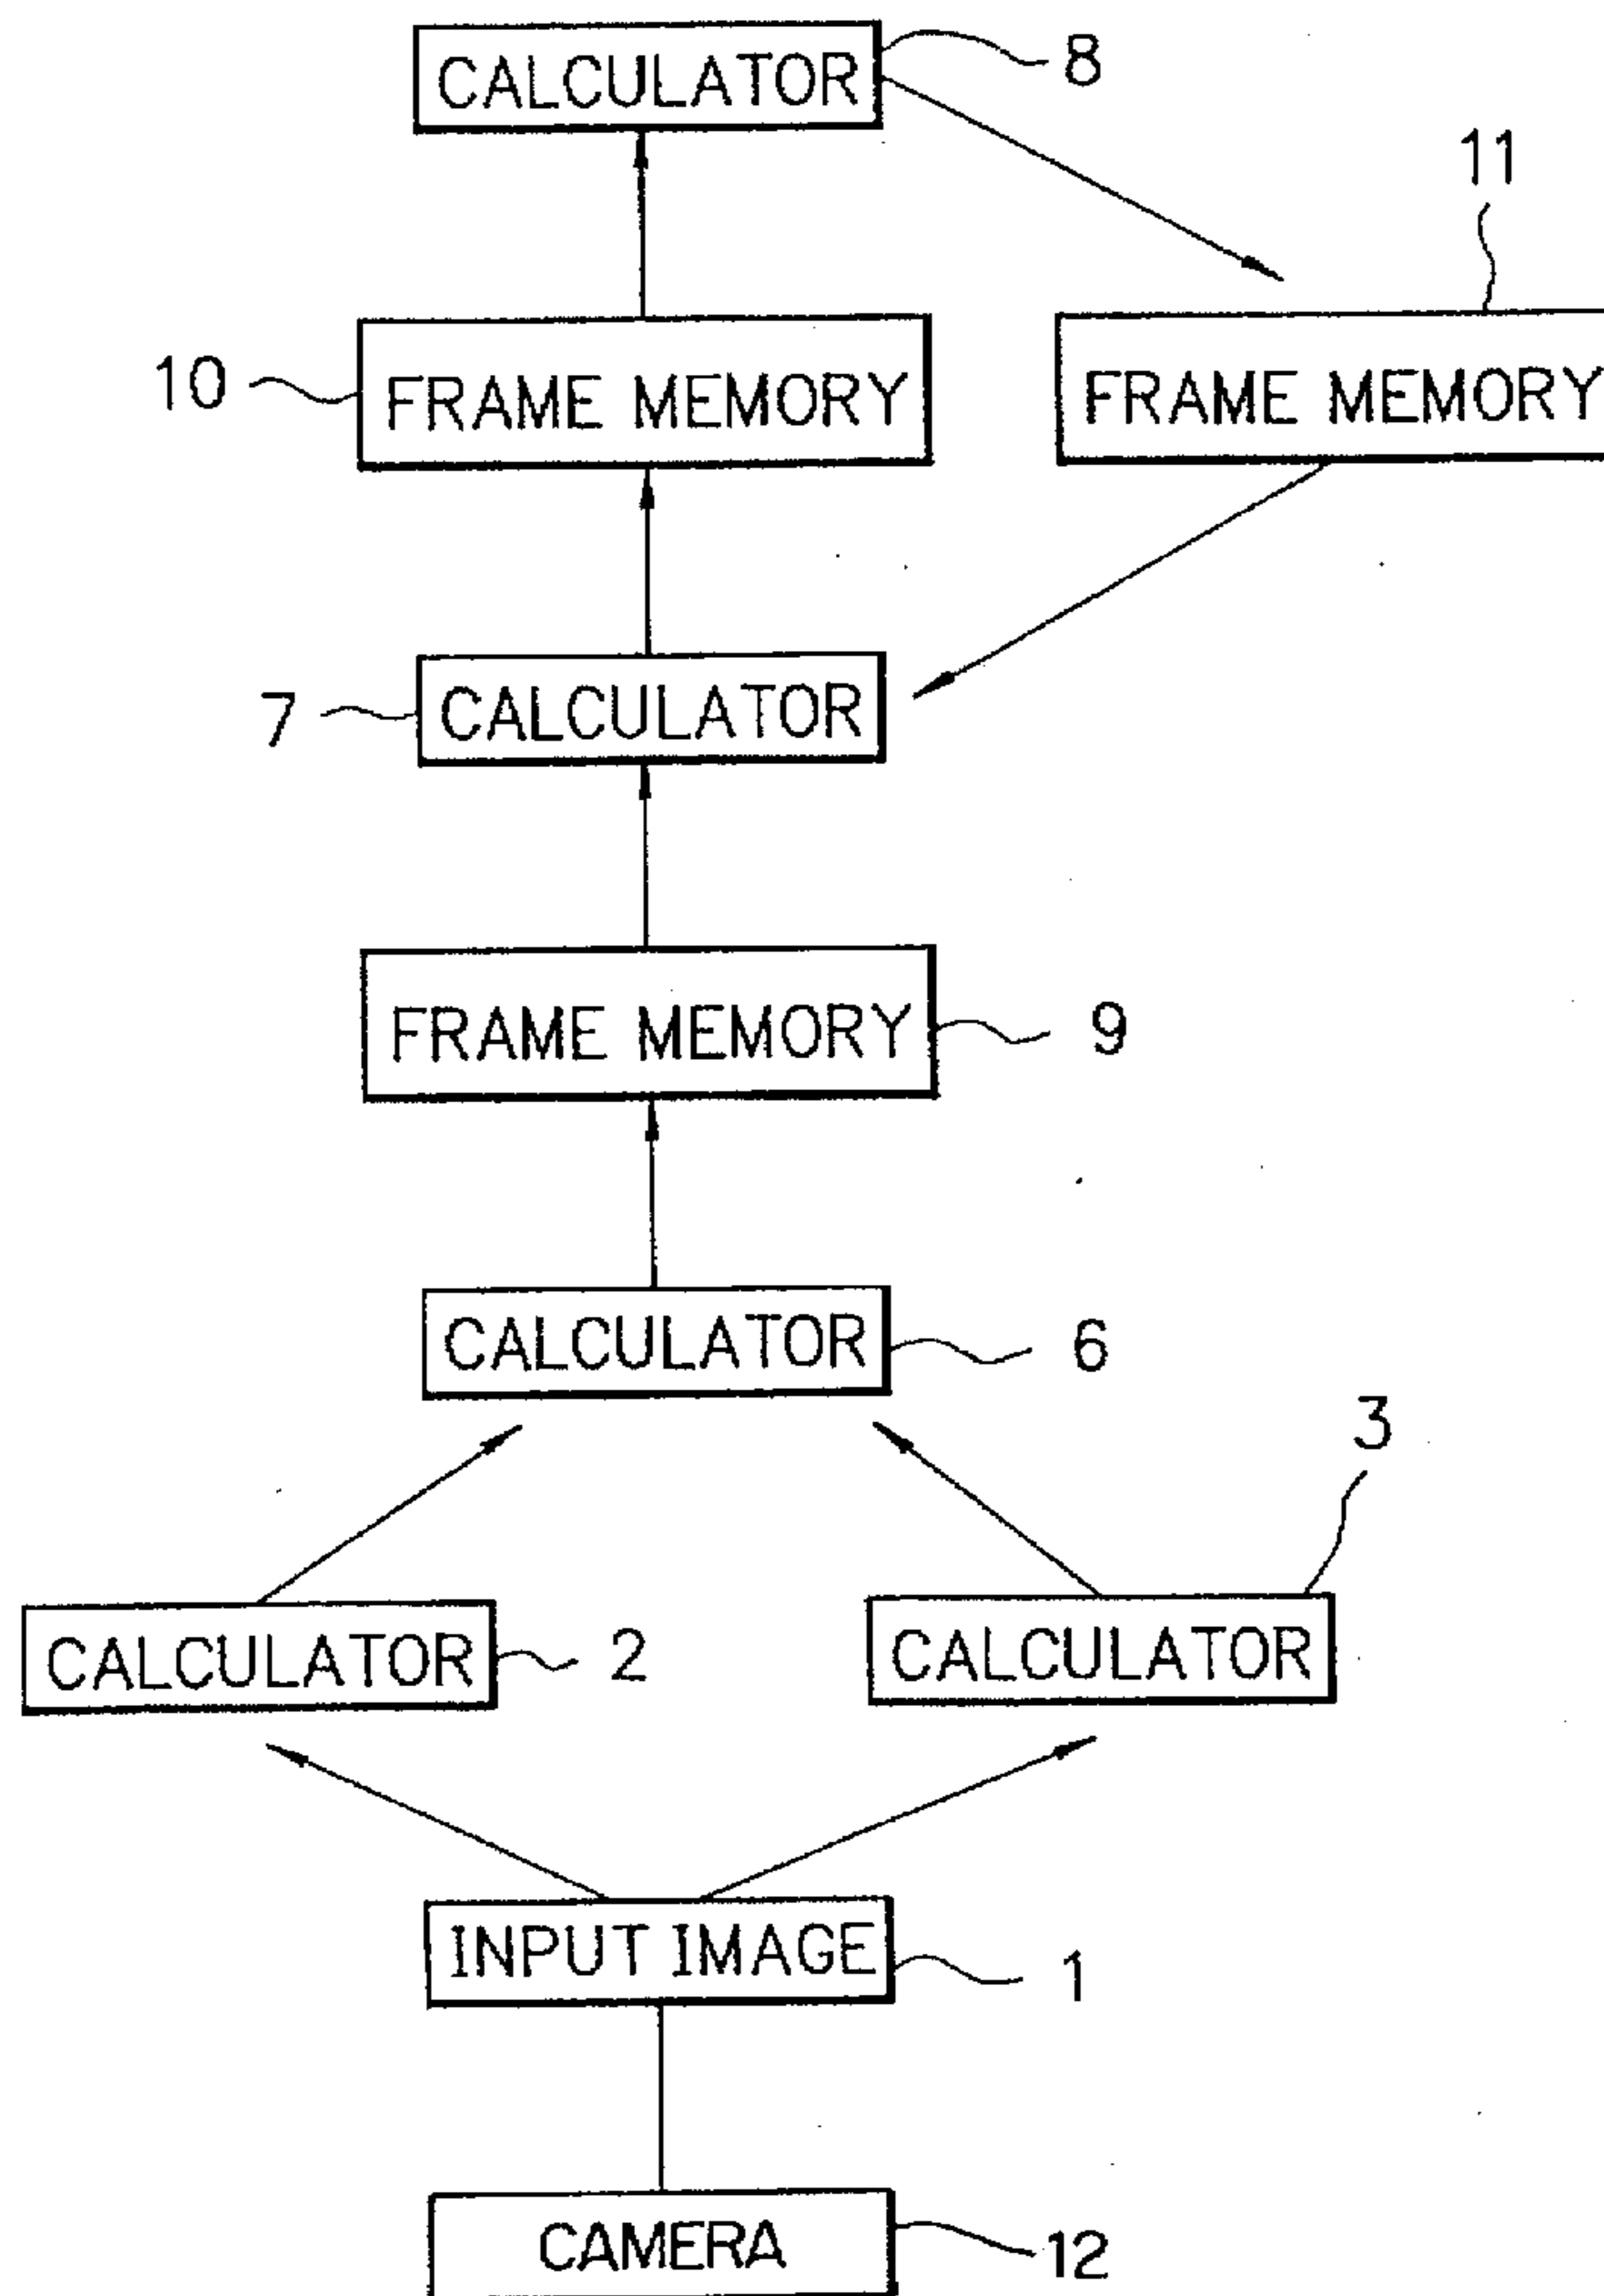 CALCULATOR
8
11
10
FRAME MEMORY
FRAME MEMORY
7
CALCULATOR
FRAME MEMORY
9
CALCULATOR
6
3
CALCULATOR
2
CALCULATOR
INPUT IMAGE
1
CAMERA
12